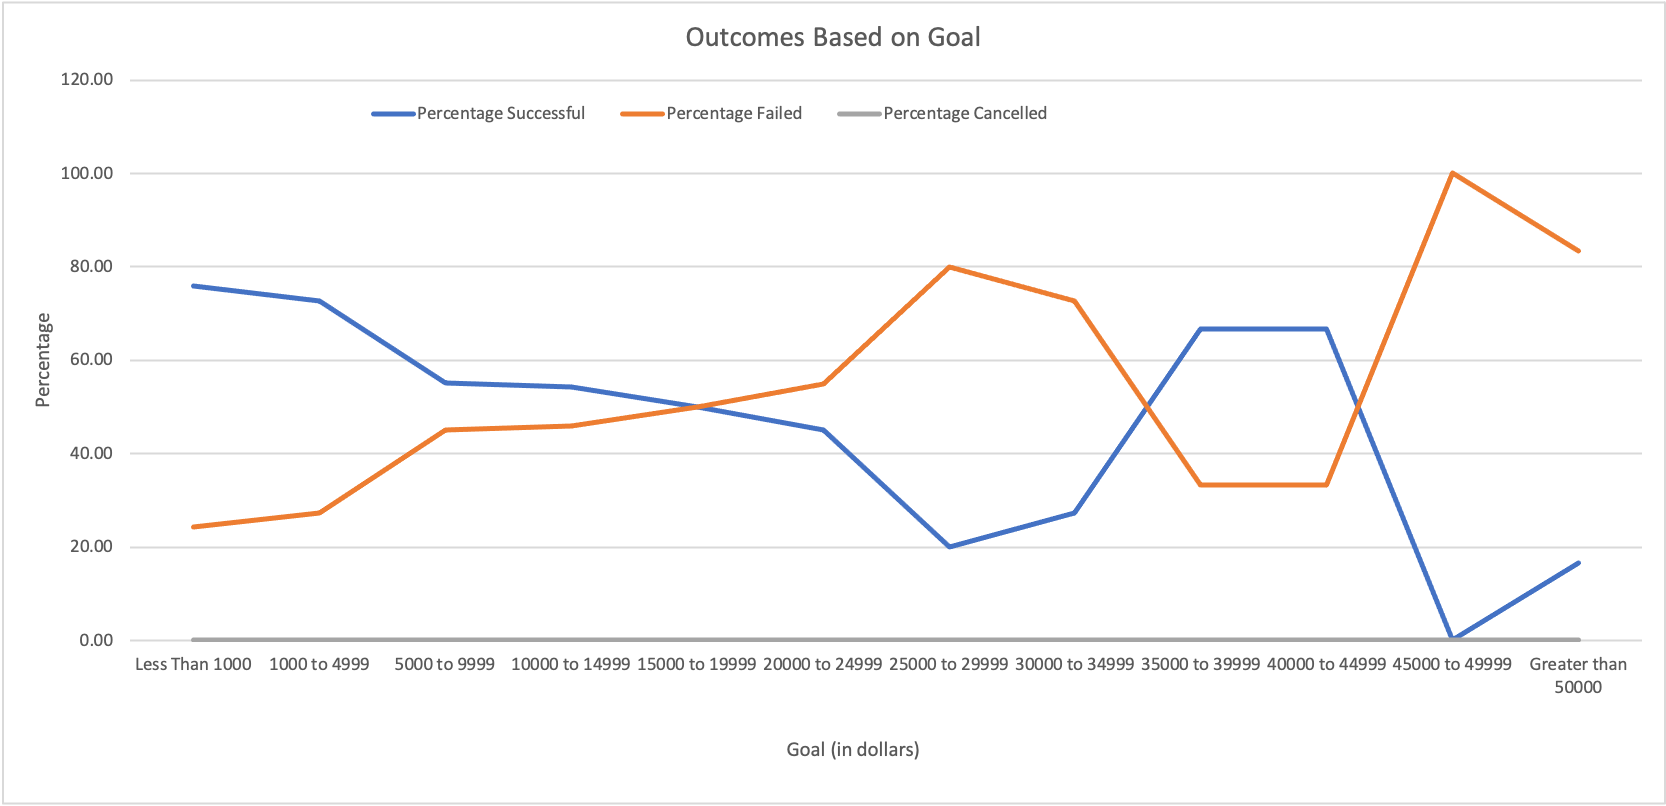 Outcomes Based on Goal
120.00
Percentage Successful Percentage Failed Percentage Cancelled
100.00
80.00
60.00
40.00
20.00
0.00
Percentage
Less Than 1000 1000 to 4999 5000 to 9999 10000 to 14999 15000 to 19999 20000 to 24999 25000 to 29999 30000 to 34999 35000 to 39999 40000 to 44999 45000 to 49999 Greater than
50000
Goal (in dollars)